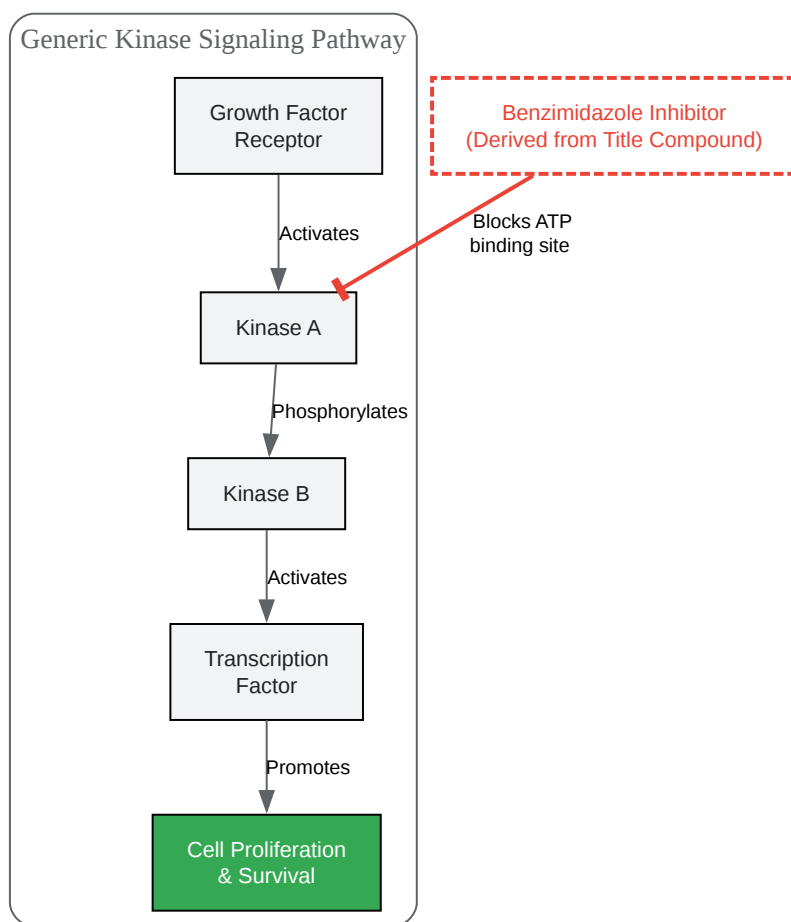 Generic Kinase Signaling Pathway
Growth Factor
Receptor
Benzimidazole Inhibitor
(Derived from Title Compound)
Activates
Blocks ATP
binding site
Kinase A
Phosphorylates
Kinase B
Activates
Transcription
Factor
Promotes
Cell Proliferation
& Survival